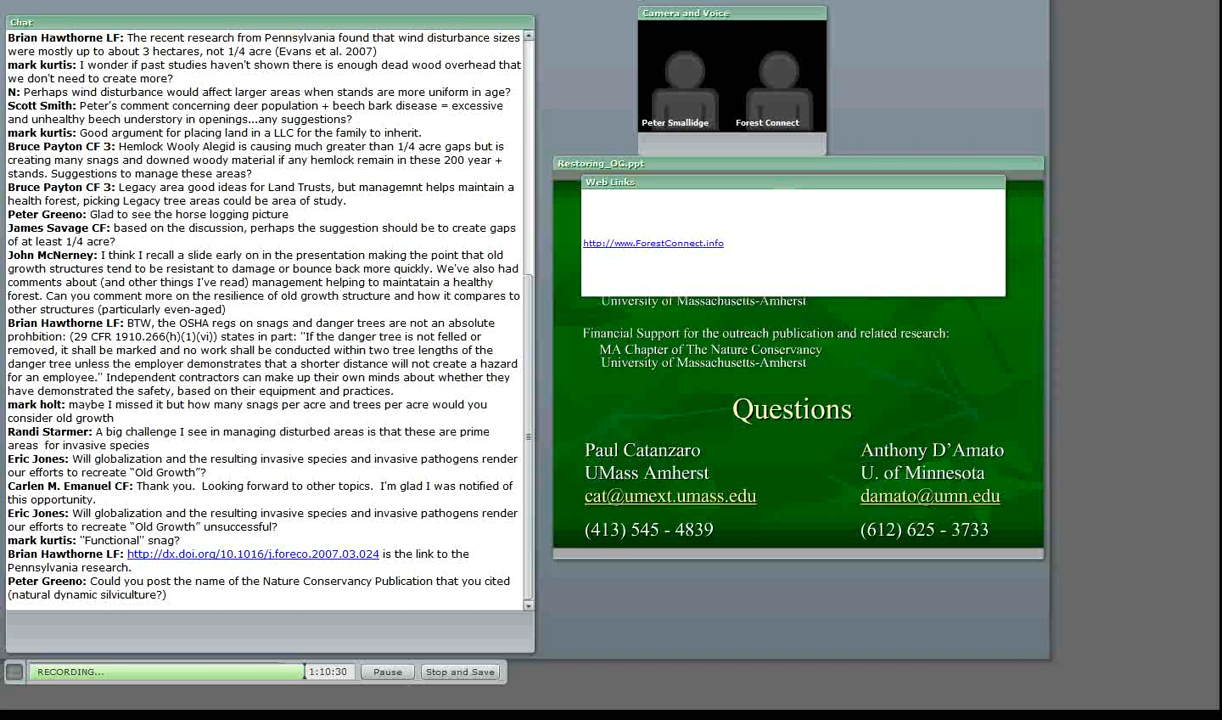 Chat
Brian Hawthorne LF: The recent research from Pennsylvania found that wind disturbance sizes
were mostly up to about 3 hectares, not 1/4 acre (Evans et al. 2007)
mark kurtis: I wonder if past studies haven't shown there is enough dead wood overhead that
we don't need to create more?
N: Perhaps wind disturbance would affect larger areas when stands are more uniform in age?
Scott Smith: Peter's comment concerning deer population + beech bark disease = excessive
and unhealthy beech understory in openings...any suggestions?
mark kurtis: Good argument for placing land in a LLC for the family to inherit.
Bruce Payton CF 3: Hemlock Wooly Alegid is causing much greater than 1/4 acre gaps but is
creating many snags and downed woody material if any hemlock remain in these 200 year +
stands. Suggestions to manage these areas?
Bruce Payton CF 3: Legacy area good ideas for Land Trusts, but managemnt helps maintain a
health forest, picking Legacy tree areas could be area of study.
Peter Greeno: Glad to see the horse logging picture
James Savage CF: based on the discussion, perhaps the suggestion should be to create gaps
of at least 1/4 acre?
John McNerney: I think I recall a slide early on in the presentation making the point that old
growth structures tend to be resistant to damage or bounce back more quickly. We've also had
comments about (and other things I've read) management helping to maintatain a healthy
forest. Can you comment more on the resilience of old growth structure and how it compares to
other structures (particularly even-aged)
Brian Hawthorne LF: BTW, the OSHA regs on snags and danger trees are not an absolute
prohbition: (29 CFR 1910.266(h)(1)(vi)) states in part: "If the danger tree is not felled or
removed, it shall be marked and no work shall be conducted within two tree lengths of the
danger tree unless the employer demonstrates that a shorter distance will not create a hazard
for an employee." Independent contractors can make up their own minds about whether they
have demonstrated the safety, based on their equipment and practices.
mark holt: maybe I missed it but how many snags per acre and trees per acre would you
consider old growth
Randi Starmer: A big challenge I see in managing disturbed areas is that these are prime
areas for invasive species
Eric Jones: Will globalization and the resulting invasive species and invasive pathogens render
our efforts to recreate “Old Growth”?
Carlen M. Emanuel CF: Thank you. Looking forward to other topics. I'm glad I was notified of
this opportunity.
Eric Jones: Will globalization and the resulting invasive species and invasive pathogens render
our efforts to recreate “Old Growth” unsuccessful?
mark kurtis: "Functional" snag?
Brian Hawthorne LF: http://dx.doi.org/10.1016/j.foreco.2007.03.024 is the link to the
Pennsylvania research.
Peter Greeno: Could you post the name of the Nature Conservancy Publication that you cited
(natural dynamic silviculture?)
RECORDING...
1:10:30
Pause
Stop and Save
Camera and Voice
Peter Smallidge
Forest Connect
Restoring_OG.ppt
Web Links
http://www.ForestConnect.info
University of Massachusetts-Amherst
Financial Support for the outreach publication and related research:
MA Chapter of The Nature Conservancy
University of Massachusetts-Amherst
Questions
Paul Catanzaro
UMass Amherst
cat@umext.umass.edu
(413) 545 - 4839
Anthony D’Amato
U. of Minnesota
damato@umn.edu
(612) 625 - 3733